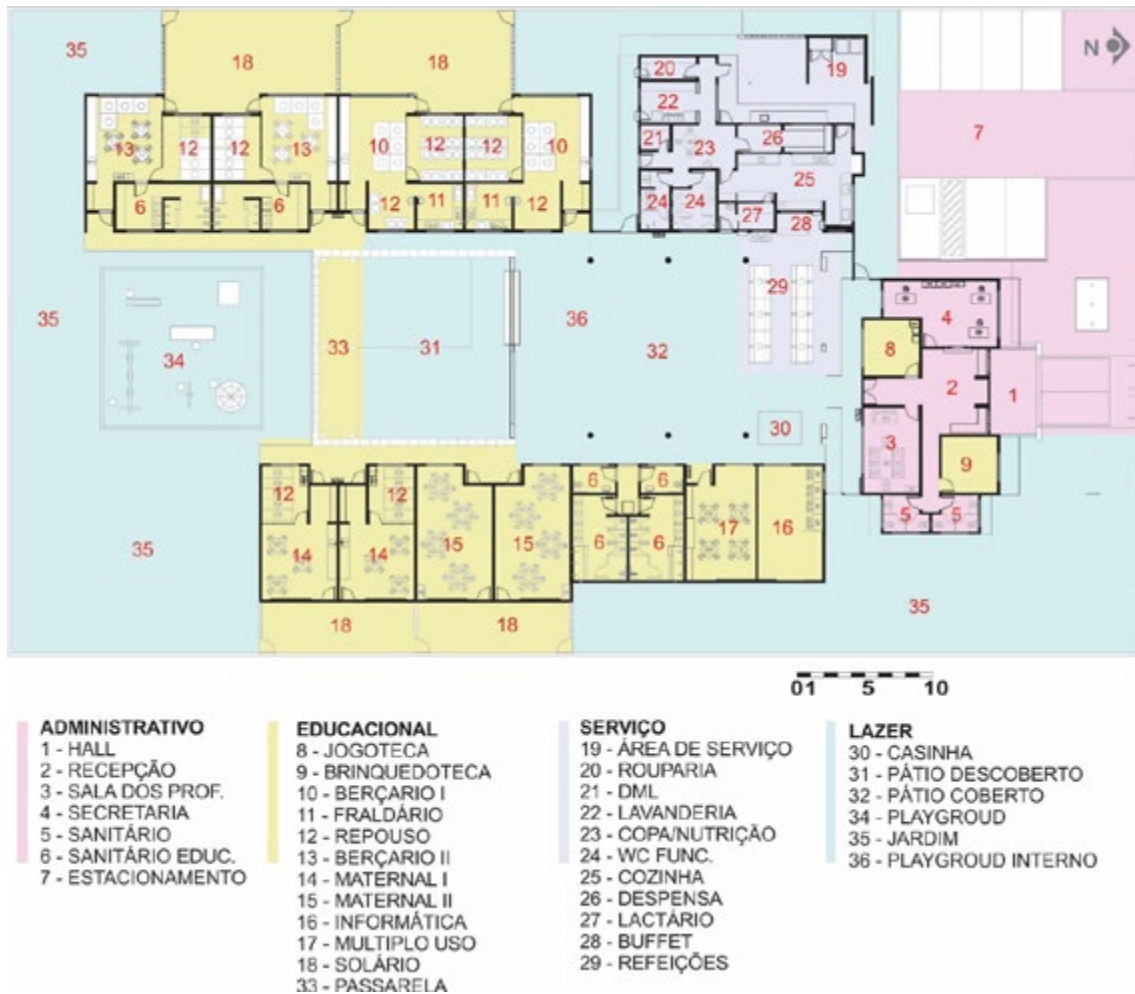 35
18
18
20
19
N
22
7
13
12
12
13
10
12
12
10
21
23
26
25
6
6
12
11
11
12
24
24
27
28
35
34
33
31
36
32
29
4
8
2
1
30
3
9
12
12
6
6
5
5
35
14
14
15
15
6
6
17
16
35
18
18
01 5 10
ADMINISTRATIVO
1 - HALL
2 - RECEPÇÃO
3 - SALA DOS PROF.
4 - SECRETARIA
5 - SANITÁRIO
6 - SANITÁRIO EDUC.
7 - ESTACIONAMENTO
EDUCACIONAL
8 - JOGOTECA
9 - BRINQUEDOTECA
10 - BERÇARIO I
11 - FRALDÁRIO
12 - REPOUSO
13 - BERÇARIO II
14 - MATERNAL I
15 - MATERNAL II
16 - INFORMÁTICA
17 - MULTIPLO USO
18 - SOLÁRIO
33 - PASSARELA
SERVIÇO
19 - ÁREA DE SERVIÇO
20 - ROUPARIA
21 - DML
22 - LAVANDERIA
23 - COPA/NUTRIÇÃO
24 - WC FUNC.
25 - COZINHA
26 - DESPENSA
27 - LACTÁRIO
28 - BUFFET
29 - REFEIÇÕES
LAZER
30 - CASINHA
31 - PÁTIO DESCOBERTO
32 - PÁTIO COBERTO
34 - PLAYGROUD
35 - JARDIM
36 - PLAYGROUD INTERNO